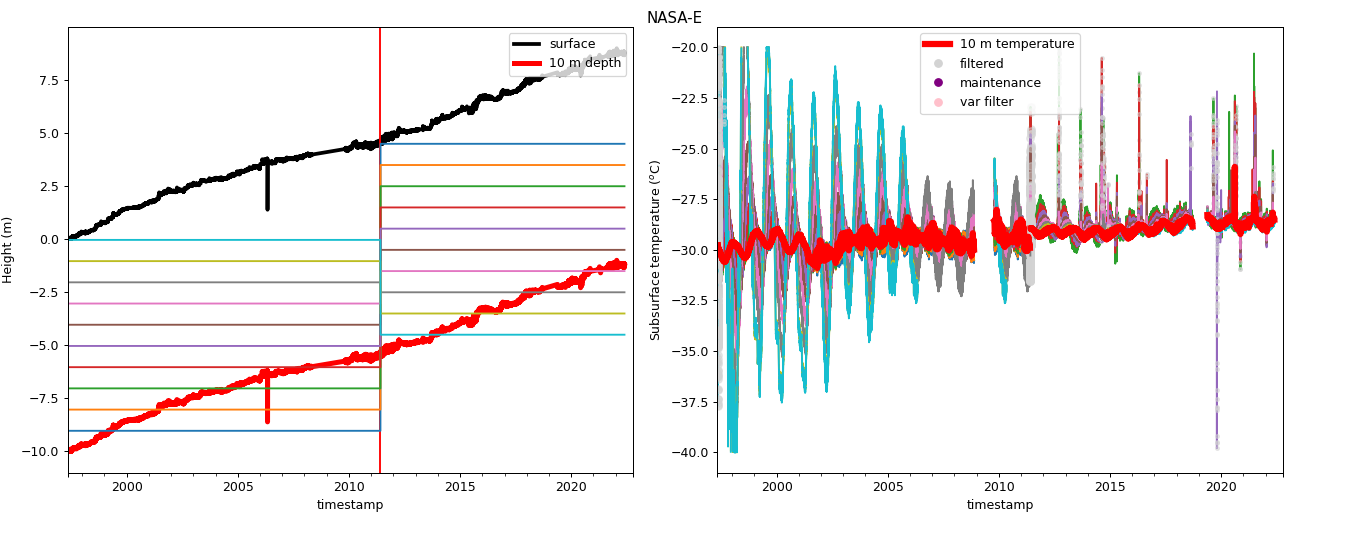 NASA-E
surface
10 m depth
7.5
5.0
2.5
0.0
−2.5
−5.0
−7.5
−10.0
Height (m)
2000
2005
2010
2015
2020
timestamp
10 m temperature
filtered
maintenance
var filter
−20.0
−22.5
−25.0
−27.5
−30.0
−32.5
−35.0
−37.5
−40.0
Subsurface temperature (°C)
2000
2005
2010
2015
2020
timestamp